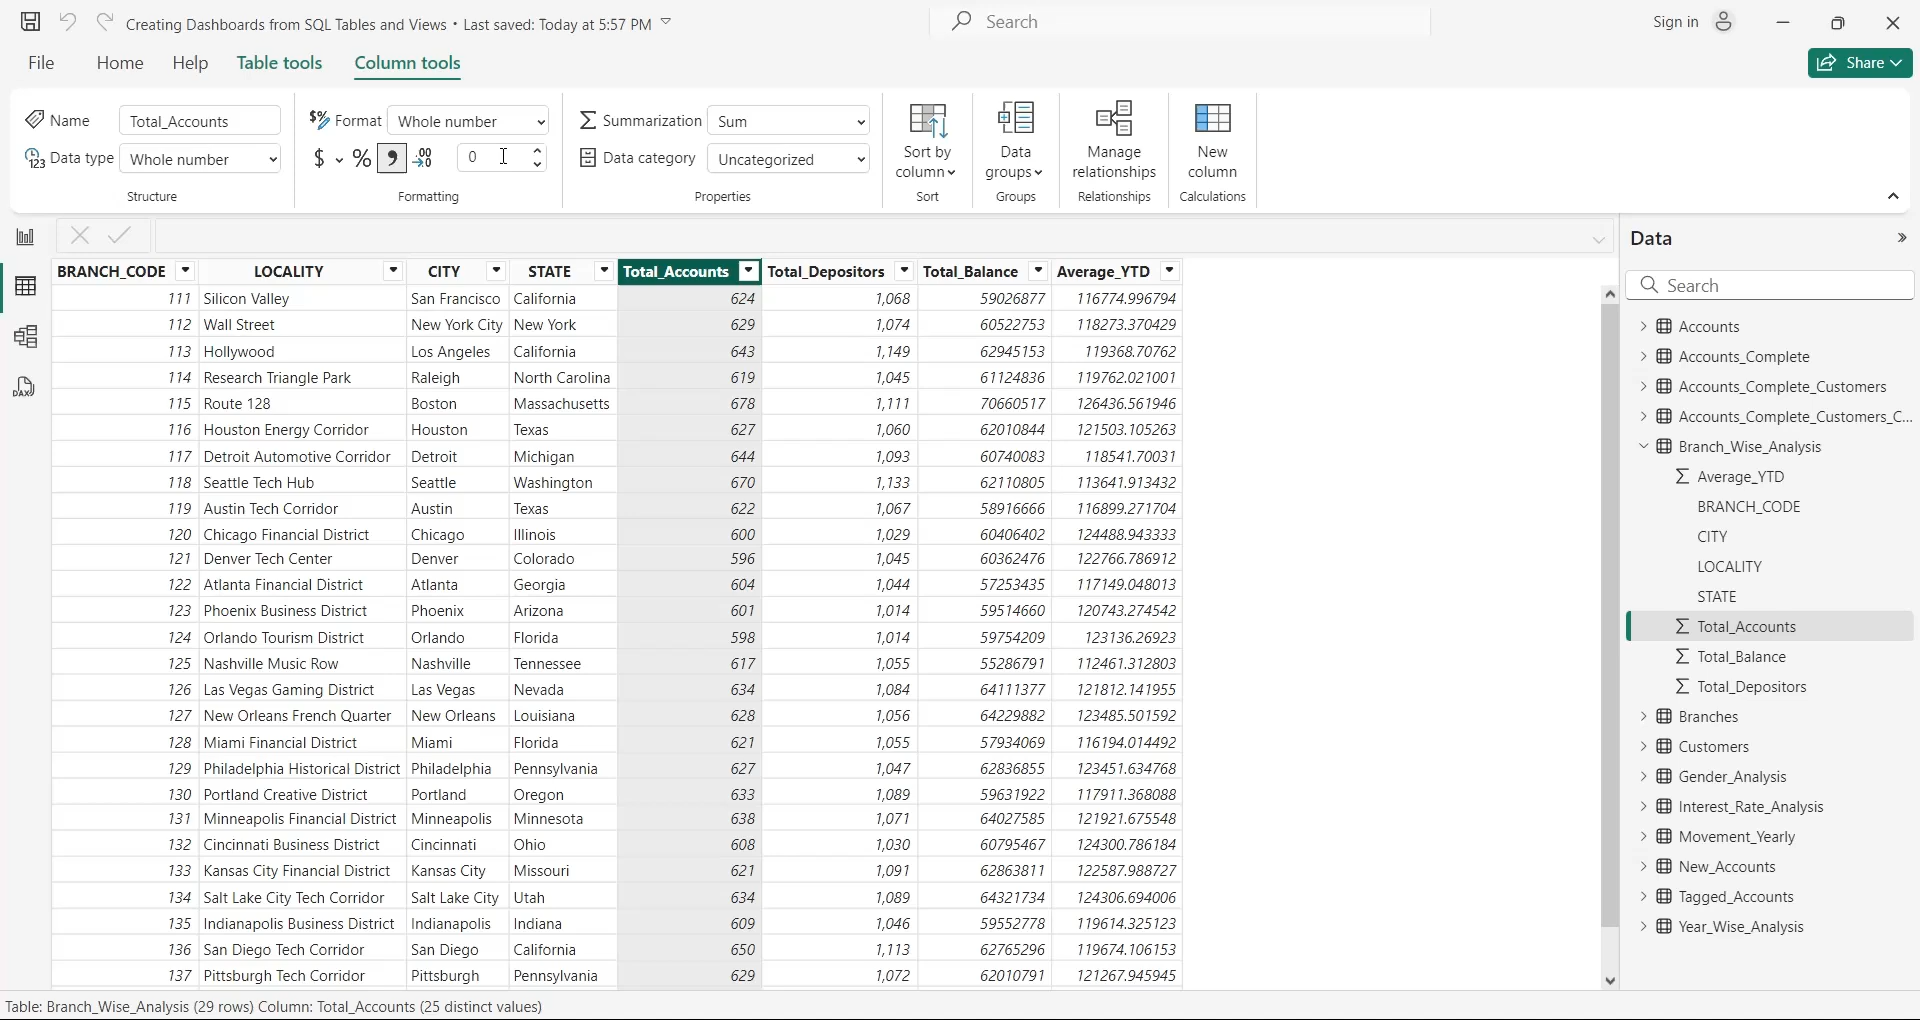 Creating Dashboards from SQL Tables and Views • Last saved: Today at 5:57 PM
Search
Sign in
File Home Help Table tools Column tools
Share
Name Total_Accounts
Data type Whole number
Structure
$% Format Whole number
$ % , .00 0
Formatting
Summarization Sum
Data category Uncategorized
Properties
Sort by
column
Sort
Data
groups
Groups
Manage
relationships
Relationships
New
column
Calculations
BRANCH_CODE LOCALITY CITY STATE Total_Accounts Total_Depositors Total_Balance Average_YTD
111 Silicon Valley San Francisco California 624 1,068 59026877 116774.996794
112 Wall Street New York City New York 629 1,074 60522753 118273.370429
113 Hollywood Los Angeles California 643 1,149 62945153 119368.70762
114 Research Triangle Park Raleigh North Carolina 619 1,045 61124836 119762.021001
115 Route 128 Boston Massachusetts 678 1,111 70660517 126436.561946
116 Houston Energy Corridor Houston Texas 627 1,060 62010844 121503.105263
117 Detroit Automotive Corridor Detroit Michigan 644 1,093 60740083 118541.70031
118 Seattle Tech Hub Seattle Washington 670 1,133 62110805 113641.913432
119 Austin Tech Corridor Austin Texas 622 1,067 58916666 116899.271704
120 Chicago Financial District Chicago Illinois 600 1,029 60406402 124488.943333
121 Denver Tech Center Denver Colorado 596 1,045 60362476 122766.786912
122 Atlanta Financial District Atlanta Georgia 604 1,044 57253435 117149.048013
123 Phoenix Business District Phoenix Arizona 601 1,014 59514660 120743.274542
124 Orlando Tourism District Orlando Florida 598 1,014 59754209 123136.26923
125 Nashville Music Row Nashville Tennessee 617 1,055 55286791 112461.312803
126 Las Vegas Gaming District Las Vegas Nevada 634 1,084 64111377 121812.141955
127 New Orleans French Quarter New Orleans Louisiana 628 1,056 64229882 123485.501592
128 Miami Financial District Miami Florida 621 1,055 57934069 116194.014492
129 Philadelphia Historical District Philadelphia Pennsylvania 627 1,047 62836855 123451.634768
130 Portland Creative District Portland Oregon 633 1,089 59631922 117911.368088
131 Minneapolis Financial District Minneapolis Minnesota 638 1,071 64027585 121921.675548
132 Cincinnati Business District Cincinnati Ohio 608 1,030 60795467 124300.786184
133 Kansas City Financial District Kansas City Missouri 621 1,091 62863811 122587.988727
134 Salt Lake City Tech Corridor Salt Lake City Utah 634 1,089 64321734 124306.694006
135 Indianapolis Business District Indianapolis Indiana 609 1,046 59552778 119614.325123
136 San Diego Tech Corridor San Diego California 650 1,113 62765296 119674.106153
137 Pittsburgh Tech Corridor Pittsburgh Pennsylvania 629 1,072 62010791 121267.945945
Data
Search
Accounts
Accounts_Complete
Accounts_Complete_Customers
Accounts_Complete_Customers_C...
Branch_Wise_Analysis
Average_YTD
BRANCH_CODE
CITY
LOCALITY
STATE
Total_Accounts
Total_Balance
Total_Depositors
Branches
Customers
Gender_Analysis
Interest_Rate_Analysis
Movement_Yearly
New_Accounts
Tagged_Accounts
Year_Wise_Analysis
Table: Branch_Wise_Analysis (29 rows) Column: Total_Accounts (25 distinct values)